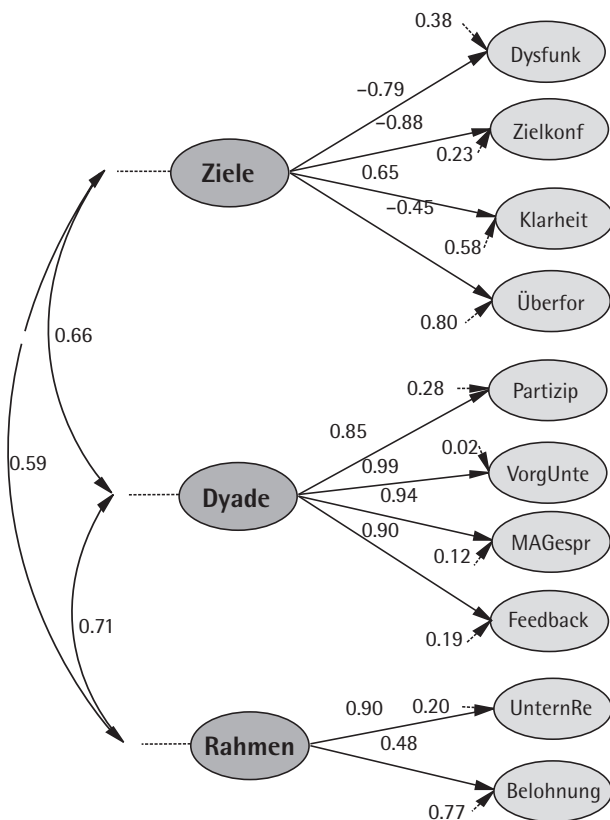 0.38
Dysfunk
–0.79
–0.88
Zielkonf
0.23
Ziele
0.65
–0.45
Klarheit
0.58
Überfor
0.80
0.66
0.28
Partizip
0.85
0.02
0.59
0.99
VorgUnte
Dyade
0.94
0.90
MAGespr
0.12
Feedback
0.19
0.71
0.90
0.20
UnternRe
Rahmen
0.48
Belohnung
0.77